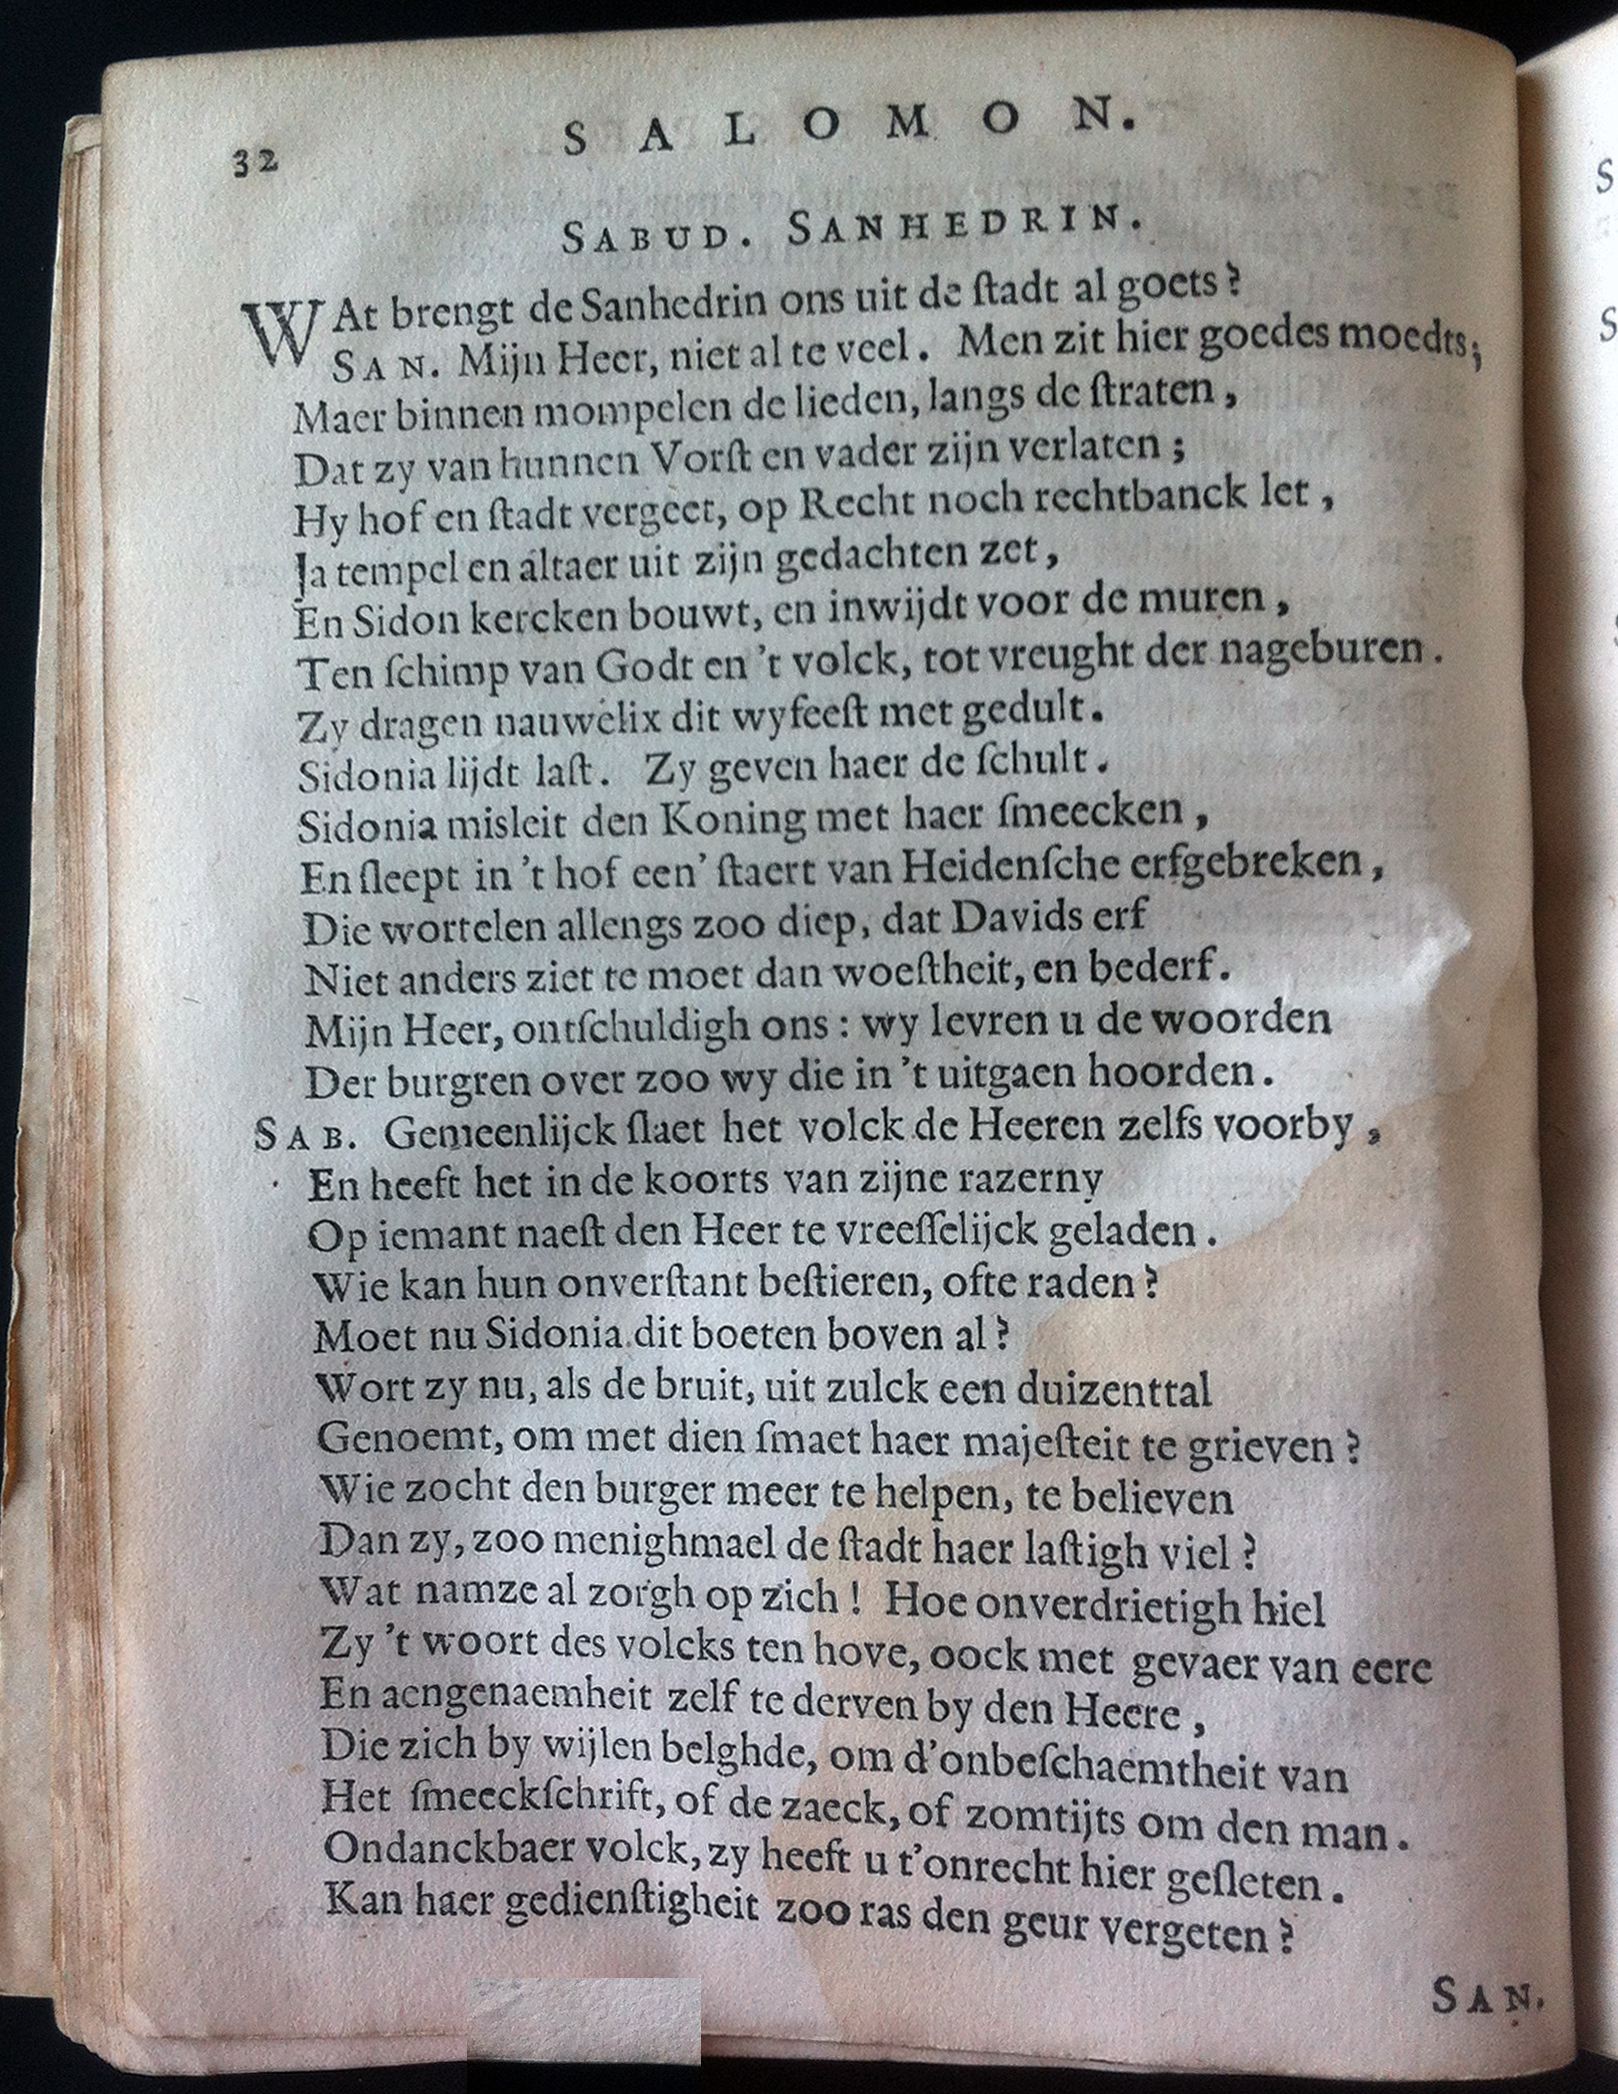 SALOMON.
32
SABUD. SANHEDRIN.
WAt brengt de Sanhedrin ons uit de ſtadt al goets?
SAN. Mijn Heer, niet al te veel. Men zit hier goedes moedts;
Maer binnen mompelen de lieden, langs de ſtraten,
Dat zy van hunnen Vorſt en vader zijn verlaten;
Hy hof en ſtadt vergeet, op Recht noch rechtbanck let,
Ja tempel en altaer uit zijn gedachten zet,
En Sidon kercken bouwt, en inwijdt voor de muren,
Ten ſchimp van Godt en 't volck, tot vreught der nageburen.
Zy dragen nauwelix dit wyfeeſt met gedult.
Sidonia lijdt laſt. Zy geven haer de ſchult.
Sidonia misleit den Koning met haer ſmeecken,
En ſleept in 't hof een' ſtaert van Heidenſche erfgebreken,
Die wortelen allengs zoo diep, dat Davids erf
Niet anders ziet te moet dan woeſtheit, en bederf.
Mijn Heer, ontſchuldigh ons: wy levren u de woorden
Der burgren over zoo wy die in 't uitgaen hoorden.
SAB. Gemeenlijck ſlaet het volck de Heeren zelfs voorby,
En heeft het in de koorts van zijne razerny
Op iemant naeſt den Heer te vreeſſelijck geladen.
Wie kan hun onverſtant beſtieren, ofte raden?
Moet nu Sidonia dit boeten boven al?
Wort zy nu, als de bruit, uit zulck een duizenttal
Genoemt, om met dien ſmaet haer majeſteit te grieven?
Wie zocht den burger meer te helpen, te believen
Dan zy, zoo menighmael de ſtadt haer laſtigh viel?
Wat namze al zorgh op zich! Hoe onverdrietigh hiel
Zy 't woort des volcks ten hove, oock met gevaer van eere
En aengenaemheit zelf te derven by den Heere,
Die zich by wijlen belghde, om d'onbeſchaemtheit van
Het ſmeeckſchrift, of de zaeck, of zomtijts om den man.
Ondanckbaer volck, zy heeft u t'onrecht hier geſleten.
Kan haer gedienſtigheit zoo ras den geur vergeten?
SAN.